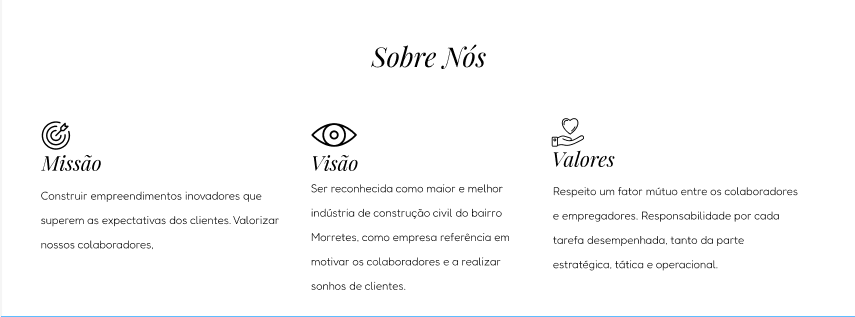 Sobre Nós
Missão
Construir empreendimentos inovadores que
superem as expectativas dos clientes. Valorizar
nossos colaboradores,
Visão
Ser reconhecida como maior e melhor
indústria de construção civil do bairro
Morretes, como empresa referência em
motivar os colaboradores e a realizar
sonhos de clientes.
Valores
Respeito um fator mútuo entre os colaboradores
e empregadores. Responsabilidade por cada
tarefa desempenhada, tanto da parte
estratégica, tática e operacional.